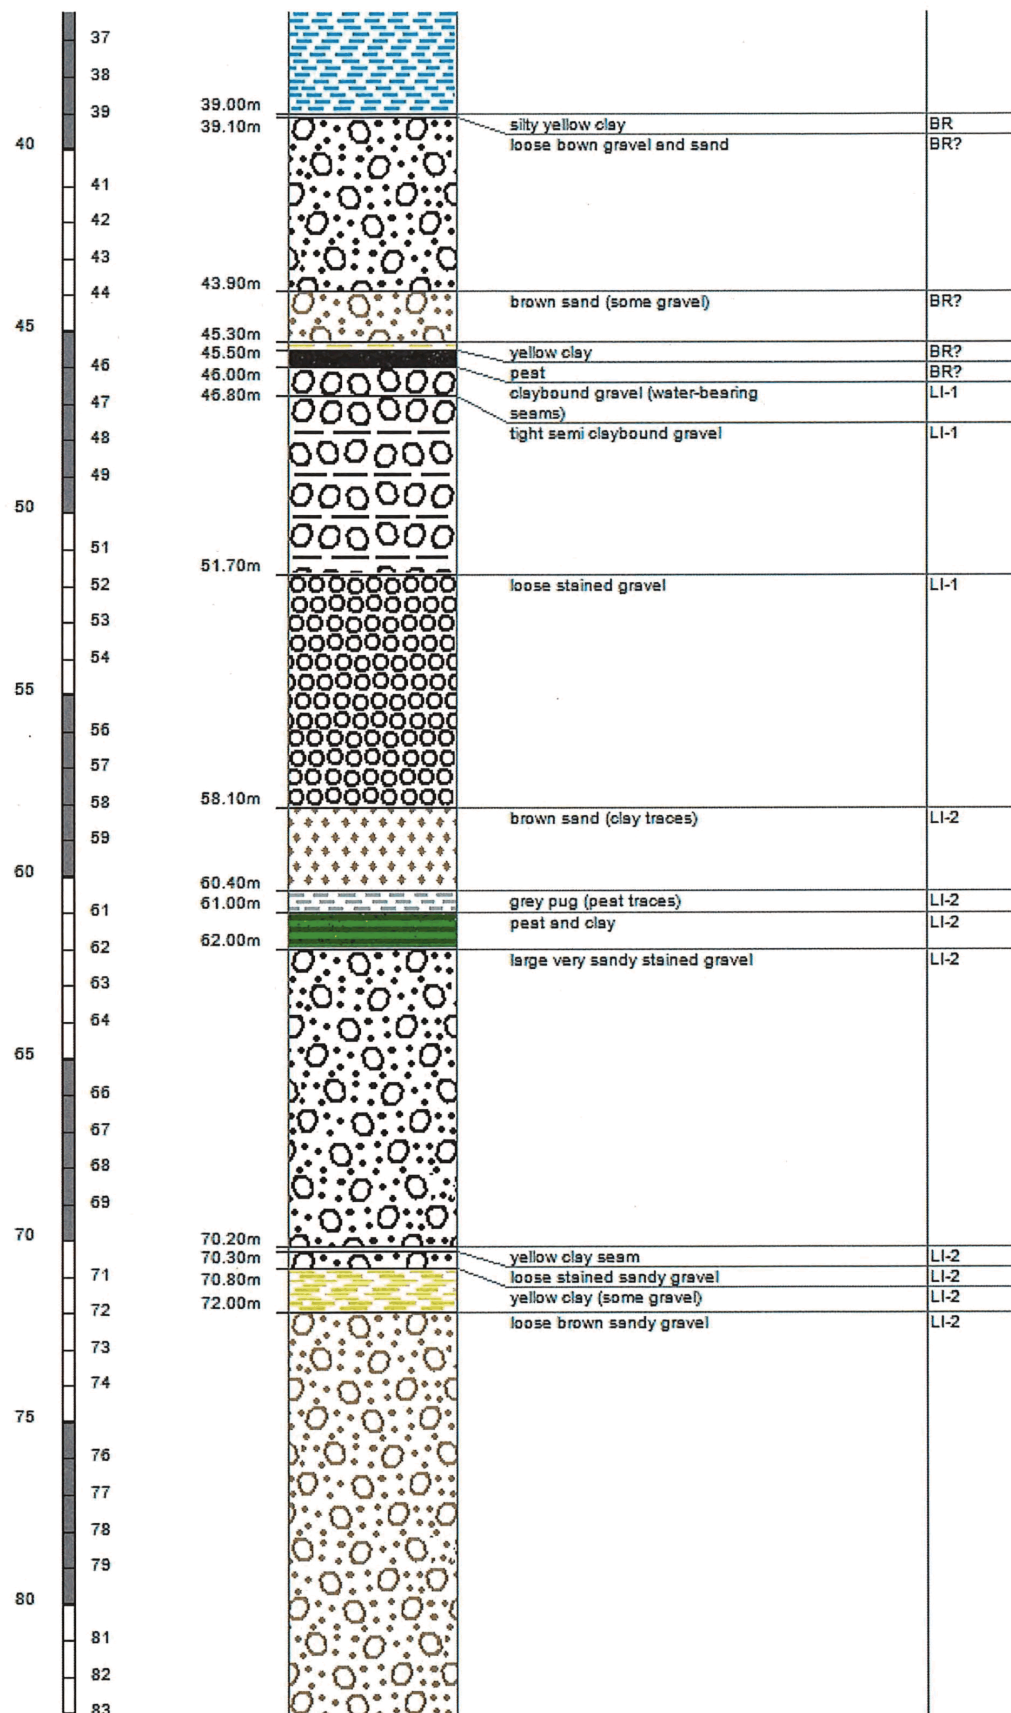 37
38
39
39.00m
39.10m
silty yellow clay BR
40
loose bown gravel and sand BR?
41
42
43
43.90m
44
brown sand (some gravel) BR?
45
45.30m
45.50m
yellow clay BR?
46
46.00m
peat BR?
46.80m
claybound gravel (water-bearing LI-1
seams)
47
tight semi claybound gravel LI-1
48
49
50
51
51.70m
52
loose stained gravel LI-1
53
54
55
56
57
58
58.10m
brown sand (clay traces) LI-2
59
60
60.40m
61.00m
grey pug (peat traces) LI-2
61
peat and clay LI-2
62
62.00m
large very sandy stained gravel LI-2
63
64
65
66
67
68
69
70
70.20m
70.30m
yellow clay seam LI-2
71
70.80m
loose stained sandy gravel LI-2
72.00m
yellow clay (some gravel) LI-2
72
loose brown sandy gravel LI-2
73
74
75
76
77
78
79
80
81
82
83